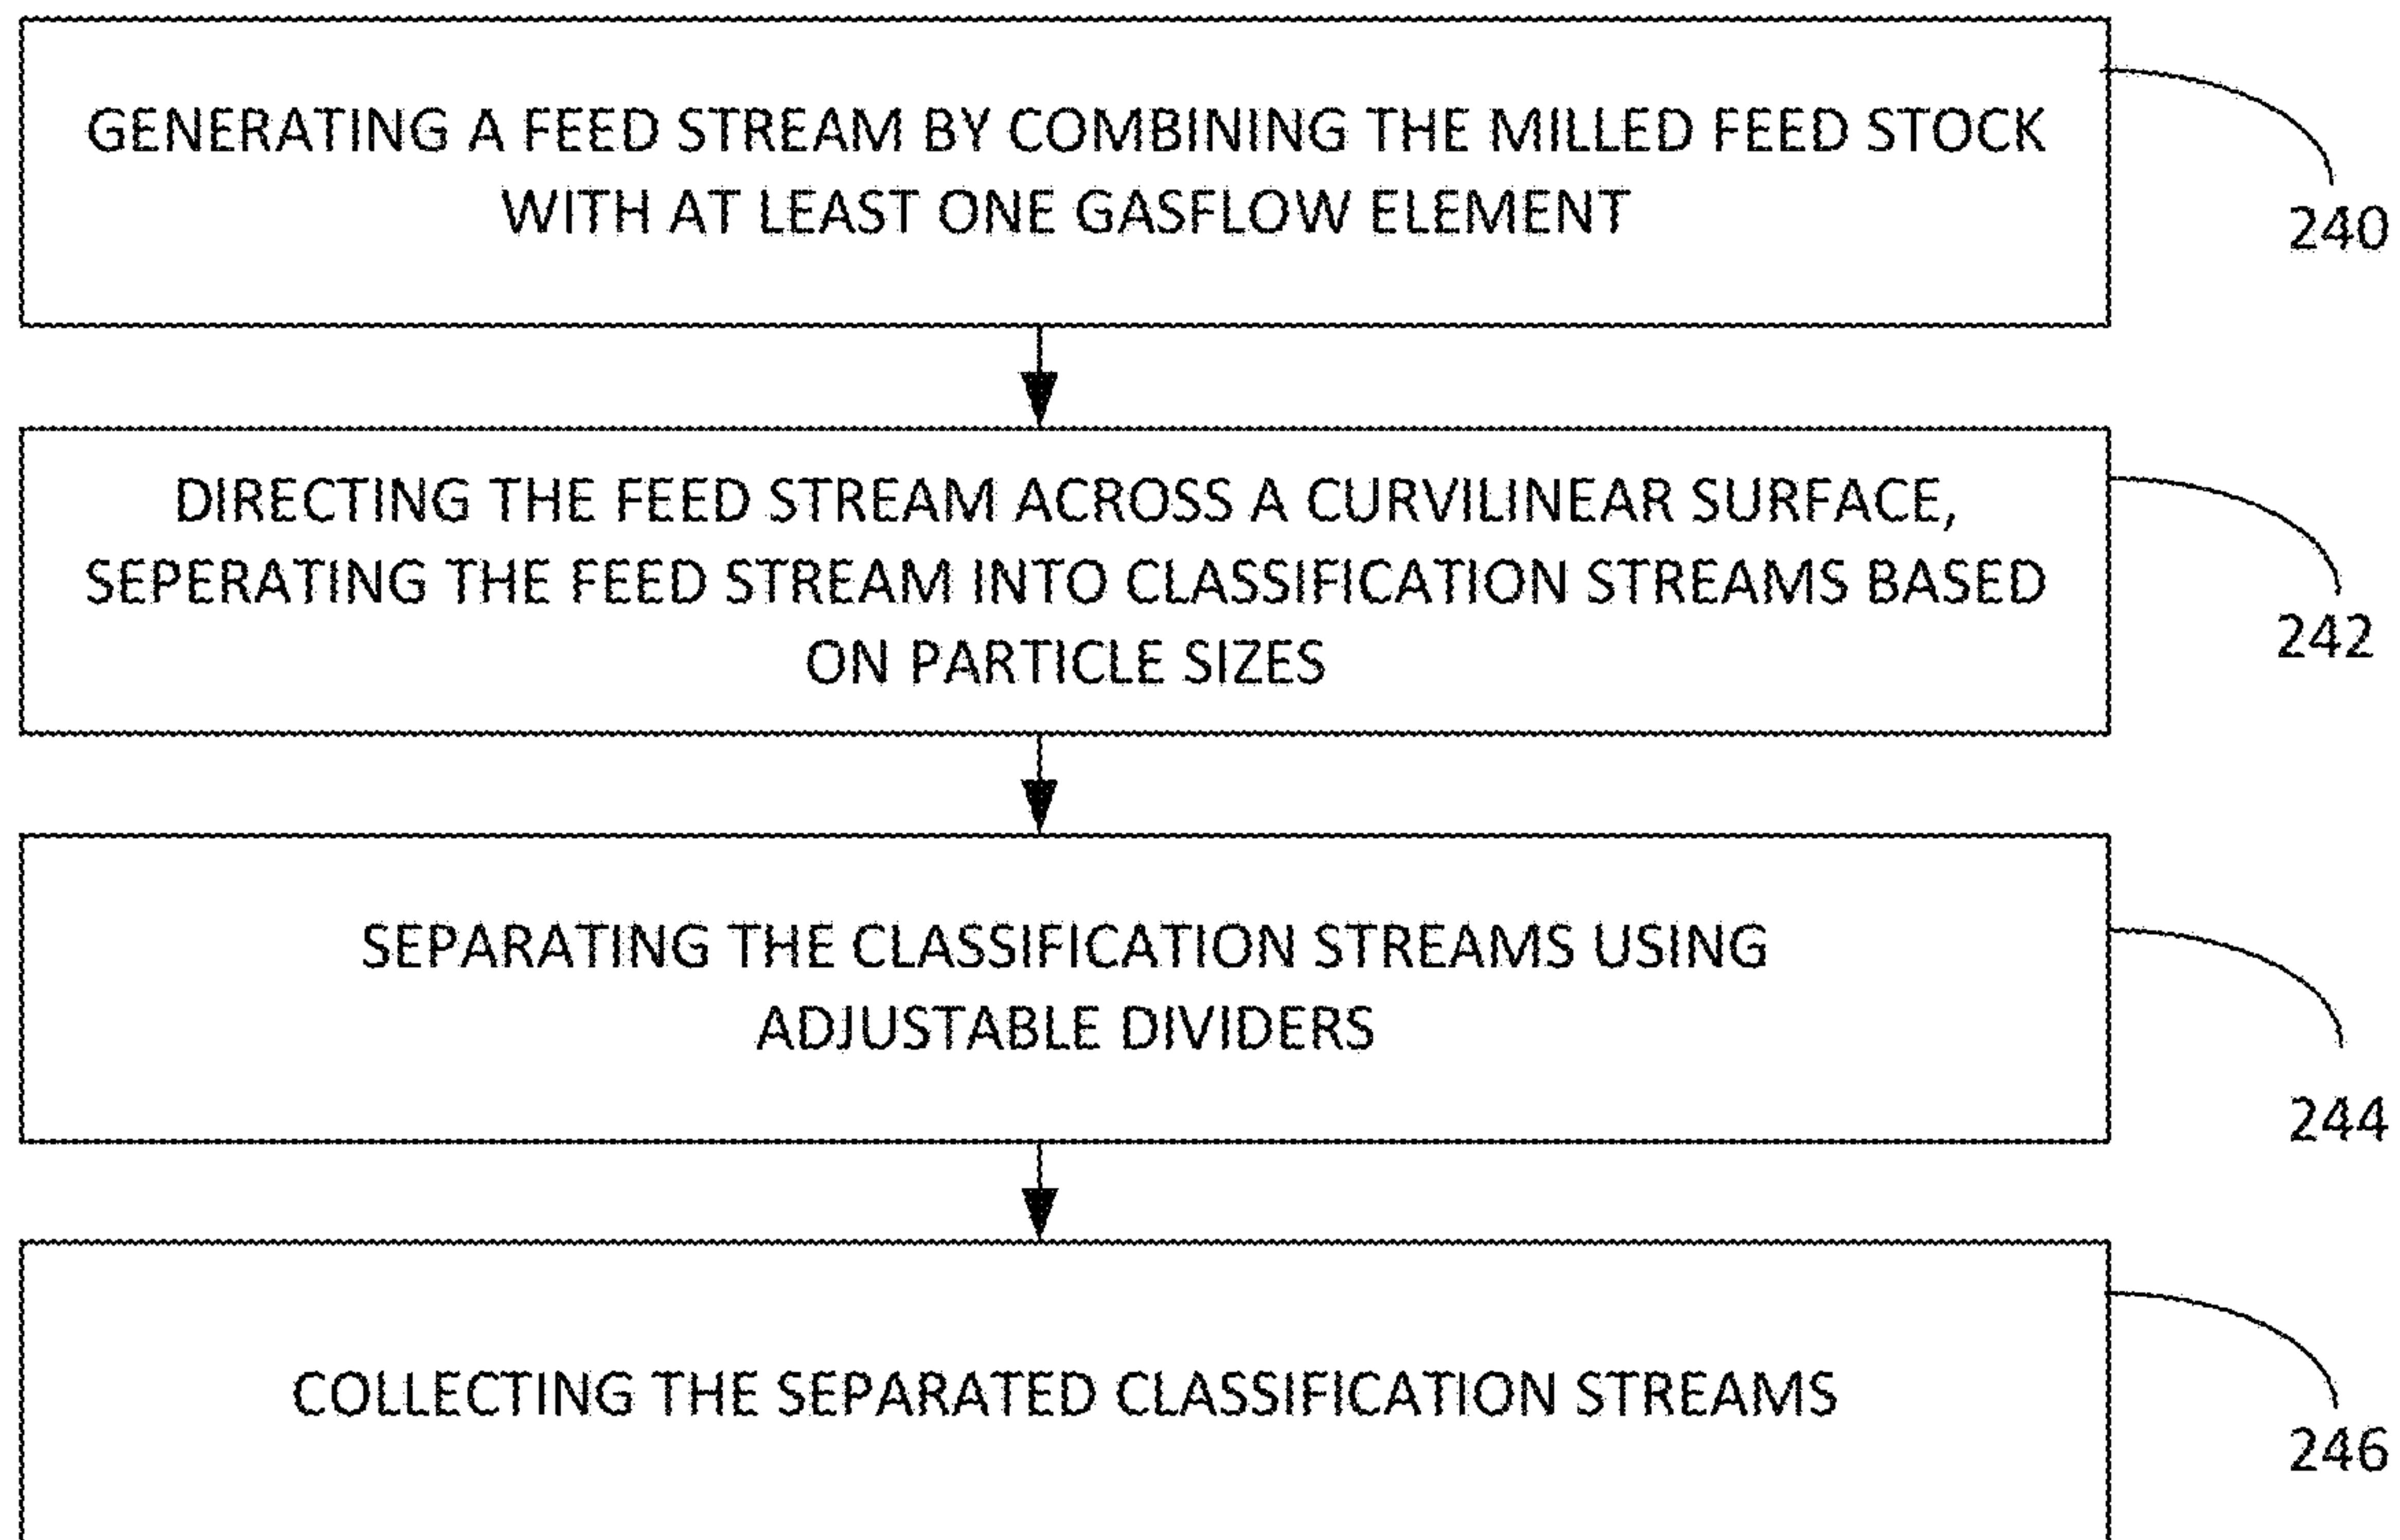 GENERATING A FEED STREAM BY COMBINING THE MILLED FEED STOCK
WITH AT LEAST ONE GASFLOW ELEMENT
240
DIRECTING THE FEED STREAM ACROSS A CURVILINEAR SURFACE,
SEPERATING THE FEED STREAM INTO CLASSIFICATION STREAMS BASED
ON PARTICLE SIZES
242
SEPARATING THE CLASSIFICATION STREAMS USING
ADJUSTABLE DIVIDERS
244
COLLECTING THE SEPARATED CLASSIFICATION STREAMS
246